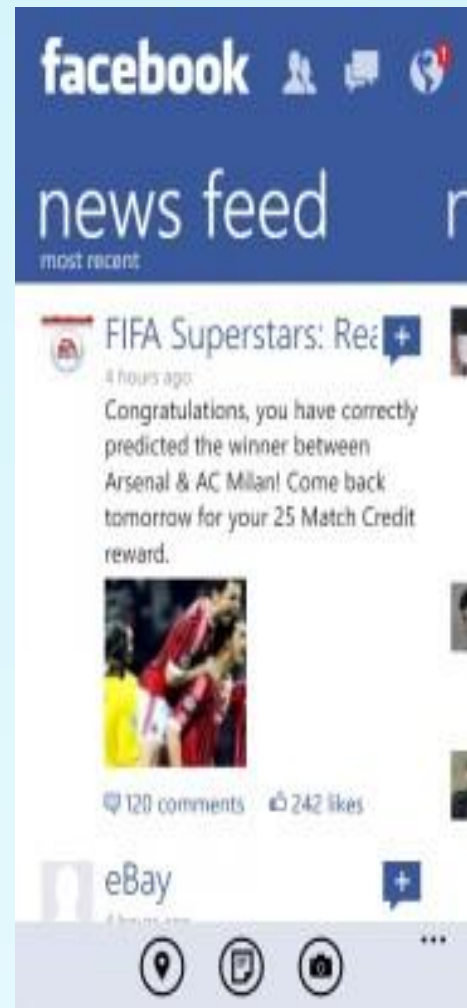 facebook
1
news feed
most recent
FIFA Superstars: Rea
4 hours ago
Congratulations, you have correctly
predicted the winner between
Arsenal & AC Milan! Come back
tomorrow for your 25 Match Credit
reward.
120 comments 242 likes
eBay